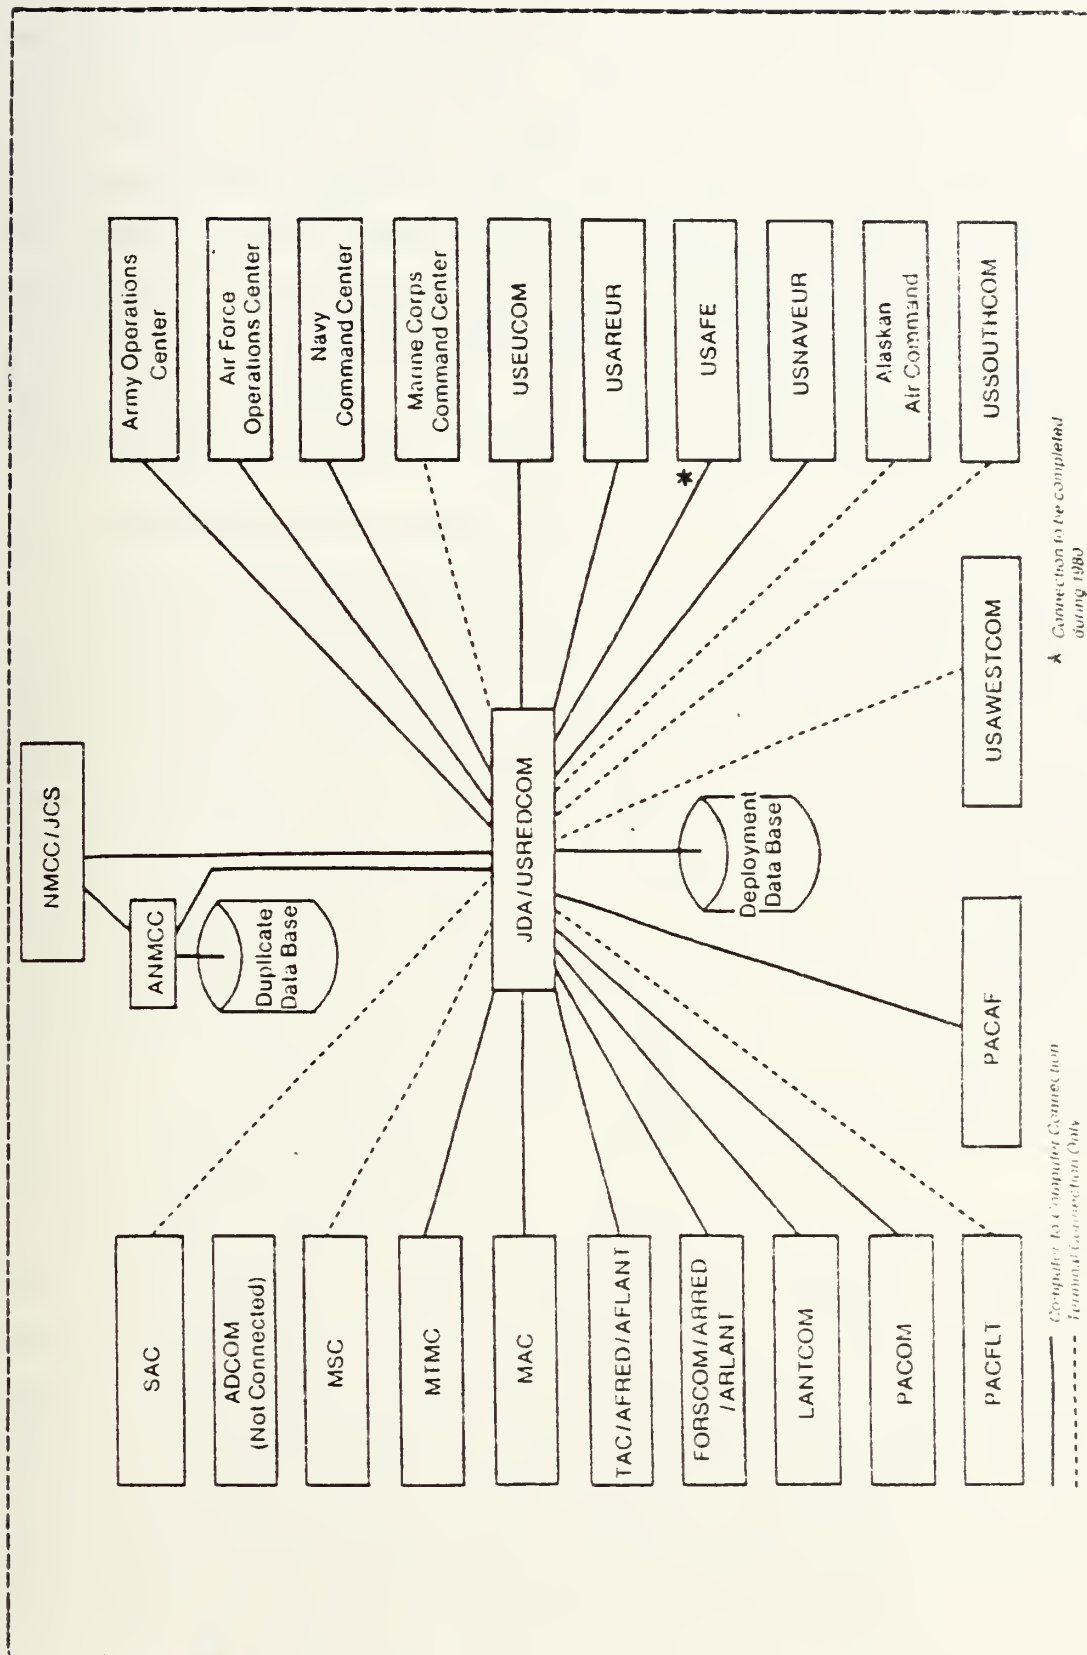 NMCC/JCS
ANMCC
Duplicate
Data Base
SAC
ADCOM
(Not Connected)
MSC
MTMC
MAC
TAC/AFRED/AFLANT
FORSCOM/ARRED
/ARLANT
LANTCOM
PACOM
PACFLT
JDA/USREDCOM
Deployment
Data Base
PACAF
USAWESTCOM
Army Operations
Center
Air Force
Operations Center
Navy
Command Center
Marine Corps
Command Center
USEUCOM
USAREUR
*
USAFE
USNAVEUR
Alaskan
Air Command
USSOUTHCOM
Computer to Computer Connection
Terminal Connection Only
* Connection to be completed
during 1980